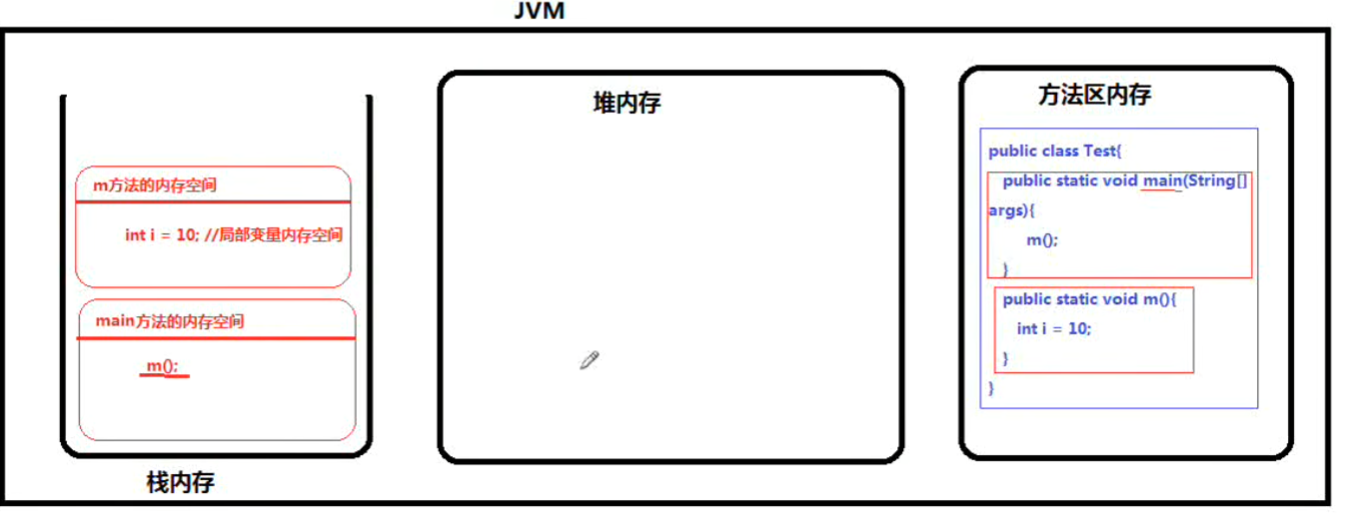 JVM
m方法的内存空间
int i = 10; //局部变量内存空间
main方法的内存空间
m();
栈内存
堆内存
方法区内存
public class Test{
public static void main(String[]
args){
m();
}
public static void m(){
int i = 10;
}
}